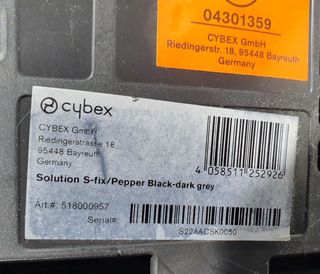 04301359
CYBEX GmbH
Riedingerstr. 18, 95448 Bayreuth
Germany
cybex
CYBEX GmbH
Riedingerstrasse 18
95448 Bayreuth
Germany
4 058511 252926
Solution S-fix/Pepper Black-dark grey
Art.#: 518000957
Serial#:
S22AACSK0050